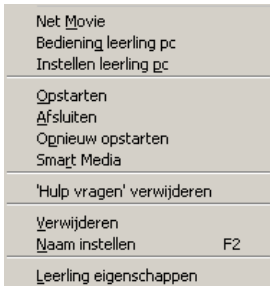 Net Movie
Bediening leerling pc
Instellen leerling pc
Opstarten
Afsluiten
Opnieuw opstarten
Smart Media
'Hulp vragen' verwijderen
Verwijderen
Naam instellen F2
Leerling eigenschappen